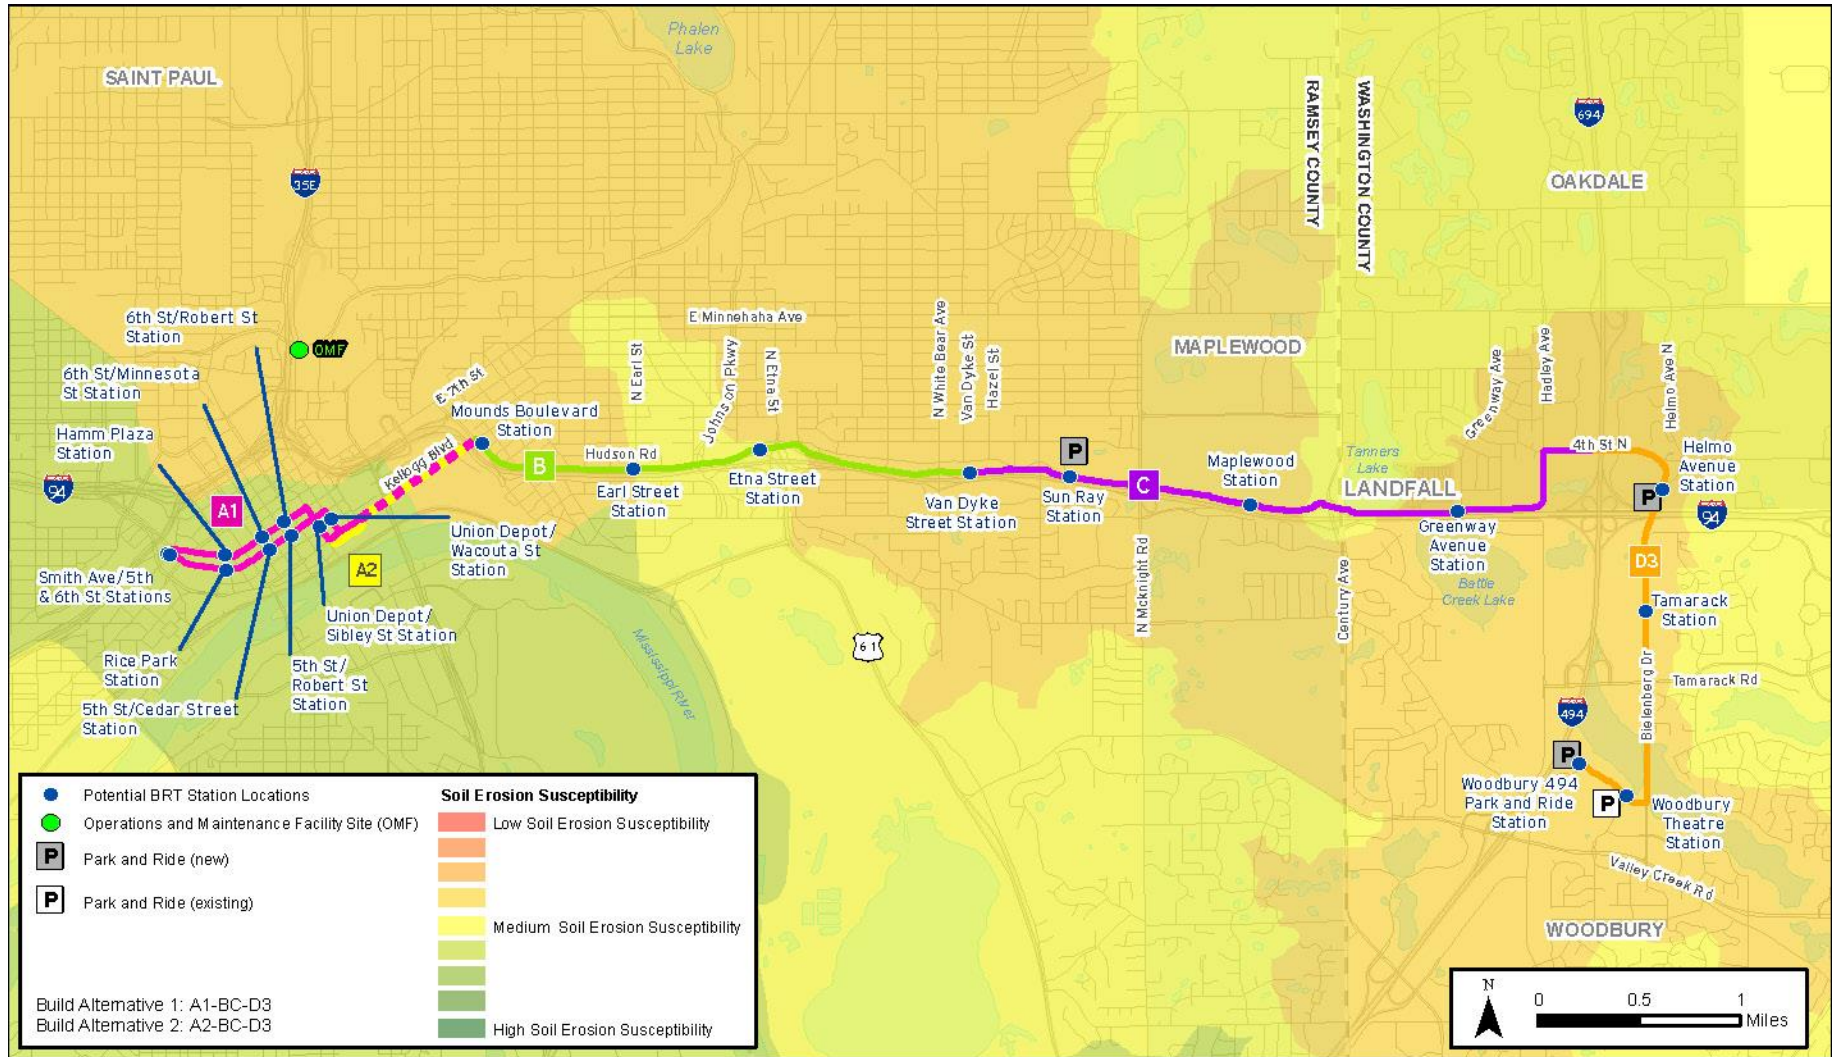 Phalen
Lake
SAINT PAUL
35E
RAMSEY COUNTY
WASHINGTON COUNTY
694
OAKDALE
6th St/Robert St
Station
OMF
6th St/Minnesota
St Station
Hamm Plaza
Station
94
A1
Smith Ave/5th
& 6th St Stations
Rice Park
Station
5th St/Cedar Street
Station
5th St/
Robert St
Station
Union Depot/
Sibley St Station
A2
Union Depot/
Wacouta St
Station
Kellogg Blvd
E 7th St
Mounds Boulevard
Station
B
Hudson Rd
N Earl St
Earl Street
Station
E Minnehaha Ave
Johnson Pkwy
N Etna St
Etna Street
Station
N White Bear Ave
Van Dyke St
Hazel St
Van Dyke
Street Station
P
Sun Ray
Station
C
N Mcknight Rd
MAPLEWOOD
Maplewood
Station
Century Ave
Tanners
Lake
LANDFALL
Greenway Ave
Greenway
Avenue
Station
Battle
Creek Lake
Hadley Ave
4th St N
Helmo Ave N
Helmo
Avenue
Station
P
94
D3
Tamarack
Station
Bielenberg Dr
Tamarack Rd
494
P
Woodbury 494
Park and Ride
Station
P
Woodbury
Theatre
Station
Valley Creek Rd
WOODBURY
61
Mississippi River
Potential BRT Station Locations
Operations and Maintenance Facility Site (OMF)
P
Park and Ride (new)
P
Park and Ride (existing)
Build Alternative 1: A1-BC-D3
Build Alternative 2: A2-BC-D3
Soil Erosion Susceptibility
Low Soil Erosion Susceptibility
Medium Soil Erosion Susceptibility
High Soil Erosion Susceptibility
N
0 0.5 1
Miles